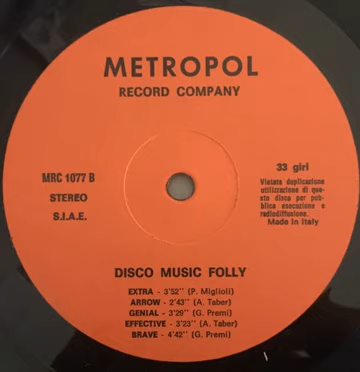 METROPOL
RECORD COMPANY
MRC 1077 B
STEREO
S.I.A.E.
33 giri
Vietata duplicazione
utilizzazione di que-
sto disco per pub-
blica esecuzione e
radiodiffusione.
Made in Italy
DISCO MUSIC FOLLY
EXTRA - 3'52'' (P. Miglioli)
ARROW - 2'43'' (A. Taber)
GENIAL - 3'29'' (G. Premi)
EFFECTIVE - 3'23'' (A. Taber)
BRAVE - 4'42'' (G. Premi)